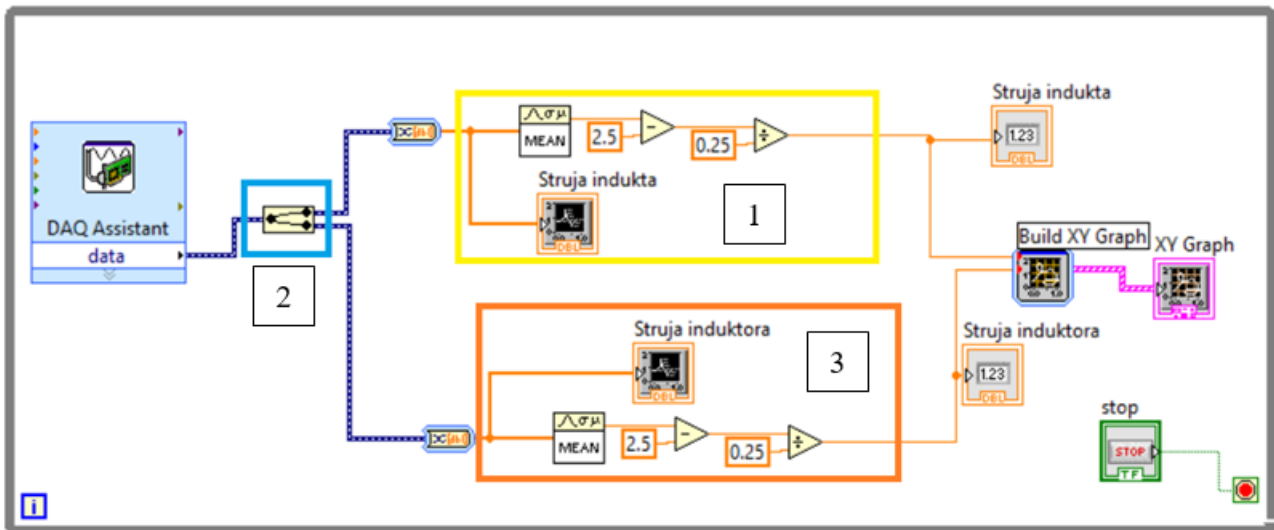 Struja indukta
MEAN
2.5
-
0.25
÷
1.23
DBL
Struja indukta
DBL
1
DAQ Assistant
data
2
Build XY Graph
XY Graph
Struja induktora
DBL
3
Struja induktora
1.23
DBL
MEAN
2.5
-
0.25
÷
stop
STOP
TF
i